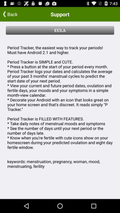 7:43
Back
Support
EULA
Period Tracker, the easiest way to track your periods!
Must have Android 2.1 and higher.
Period Tracker is SIMPLE and CUTE.
* Press a button at the start of your period every month.
Period Tracker logs your dates and calculates the average
of your past 3 months' menstrual cycles to predict the
start date of your next period.
* View your current and future period dates, ovulation and
fertile days, your moods and your symptoms in a simple
month-view calendar.
* Decorate your Android with an icon that looks great on
your home screen and that's discreet. It reads simply "P
Tracker".
Period Tracker is FILLED WITH FEATURES.
* Take daily notes of menstrual moods and symptoms
* See the number of days until your next period or the
number of days late.
* Know when you're fertile with cute icons show on your
homescreen during your predicted ovulation and eight day
fertile window.
keywords: menstruation, pregnancy, woman, mood,
menstruating, fertility